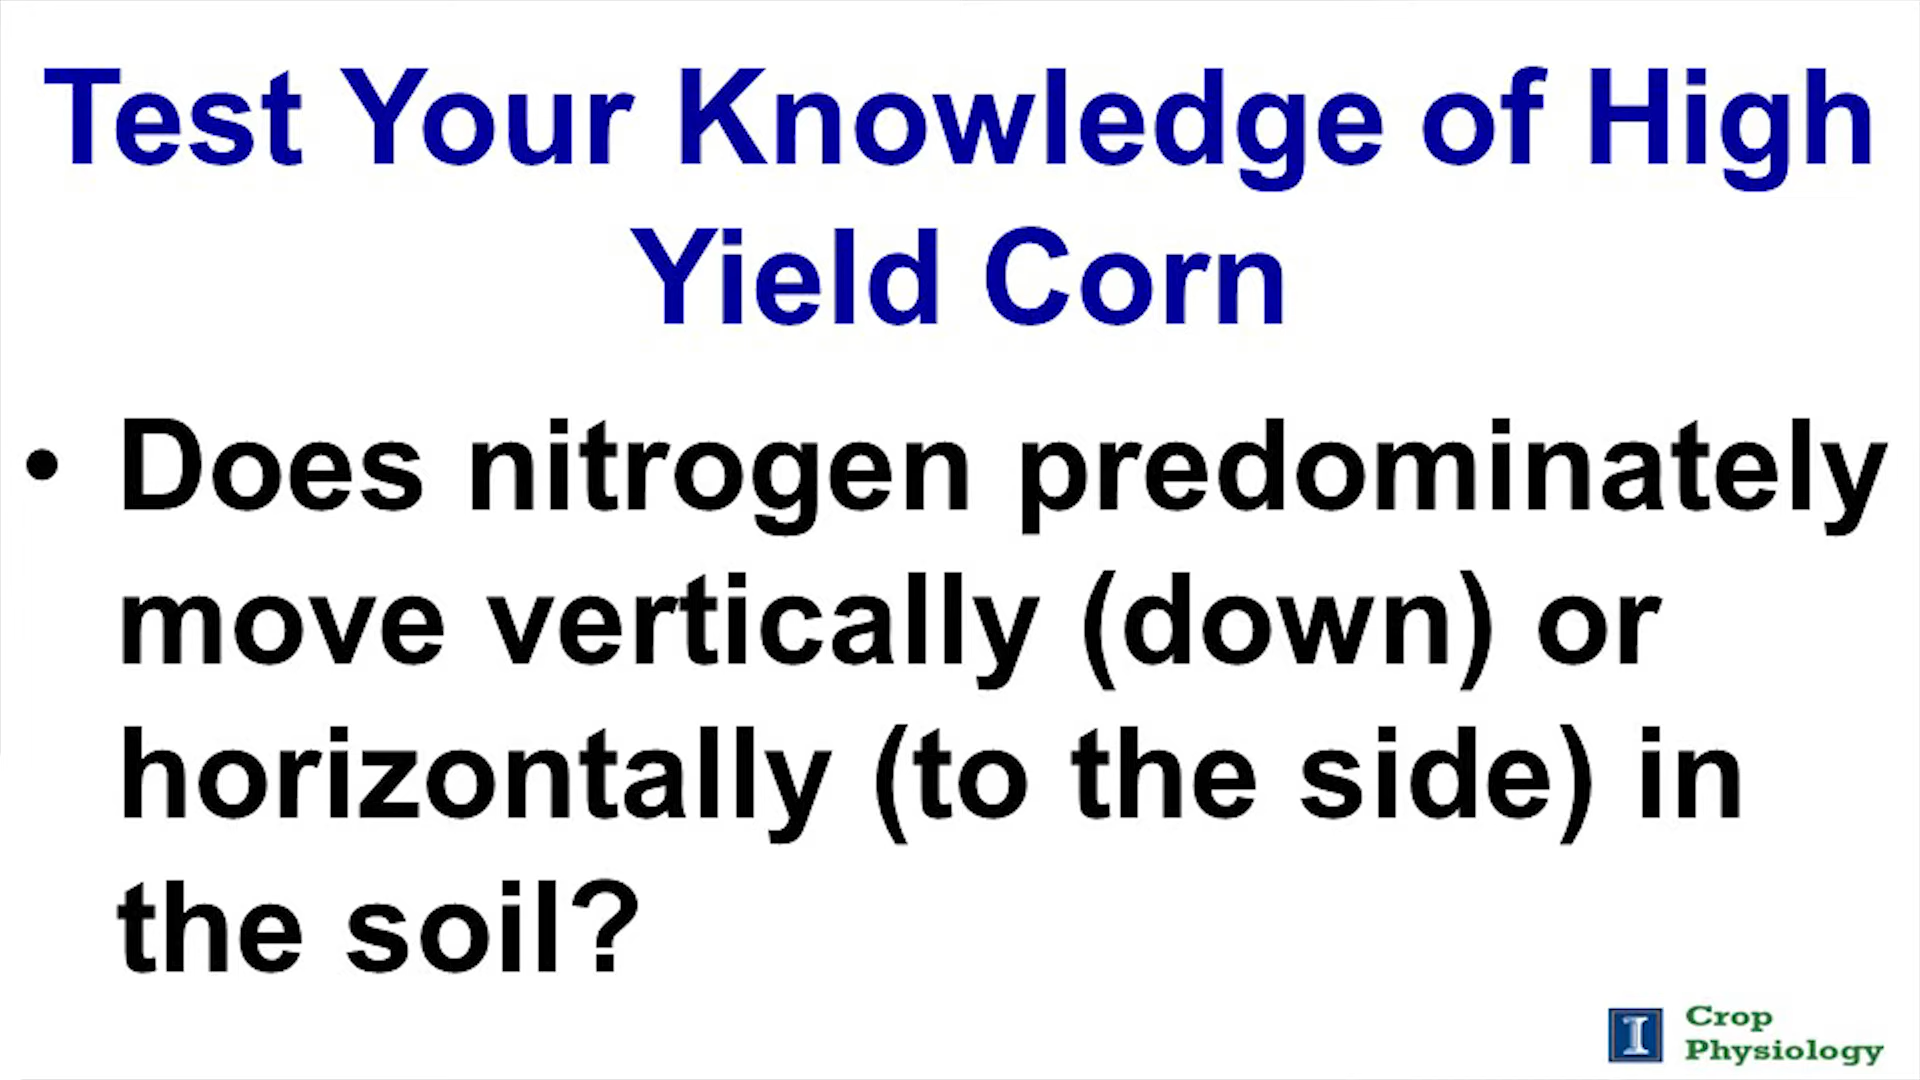 Test Your Knowledge of High
Yield Corn
• Does nitrogen predominately
move vertically (down) or
horizontally (to the side) in
the soil?
I
Crop
Physiology